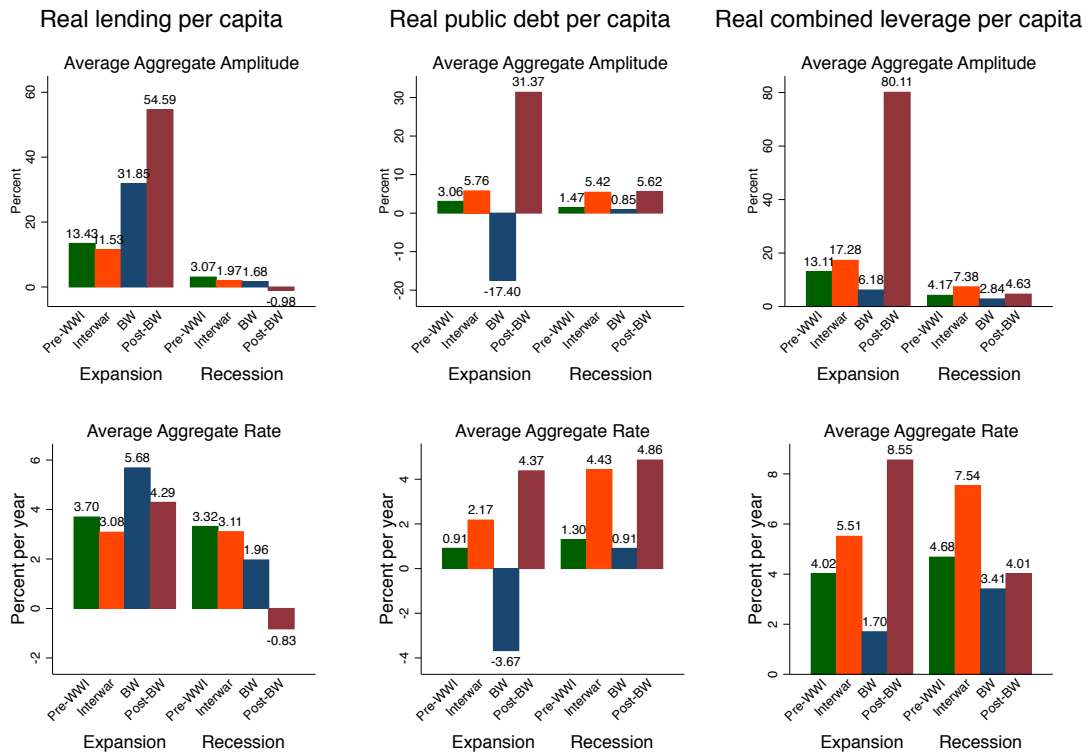 Real lending per capita
Average Aggregate Amplitude
Percent
60
40
20
0
13.43
11.53
31.85
54.59
3.07
1.97
1.68
-0.98
Pre-WWI
Interwar
BW
Post-BW
Pre-WWI
Interwar
BW
Post-BW
Expansion
Recession
Real public debt per capita
Average Aggregate Amplitude
Percent
30
20
10
0
-10
-20
3.06
5.76
-17.40
31.37
1.47
5.42
0.85
5.62
Pre-WWI
Interwar
BW
Post-BW
Pre-WWI
Interwar
BW
Post-BW
Expansion
Recession
Real combined leverage per capita
Average Aggregate Amplitude
Percent
80
60
40
20
0
13.11
17.28
6.18
80.11
4.17
7.38
2.84
4.63
Pre-WWI
Interwar
BW
Post-BW
Pre-WWI
Interwar
BW
Post-BW
Expansion
Recession
Average Aggregate Rate
Percent per year
6
4
2
0
-2
3.70
3.08
5.68
4.29
3.32
3.11
1.96
-0.83
Pre-WWI
Interwar
BW
Post-BW
Pre-WWI
Interwar
BW
Post-BW
Expansion
Recession
Average Aggregate Rate
Percent per year
4
2
0
-2
-4
0.91
2.17
-3.67
4.37
1.30
4.43
0.91
4.86
Pre-WWI
Interwar
BW
Post-BW
Pre-WWI
Interwar
BW
Post-BW
Expansion
Recession
Average Aggregate Rate
Percent per year
8
6
4
2
0
4.02
5.51
1.70
8.55
4.68
7.54
3.41
4.01
Pre-WWI
Interwar
BW
Post-BW
Pre-WWI
Interwar
BW
Post-BW
Expansion
Recession